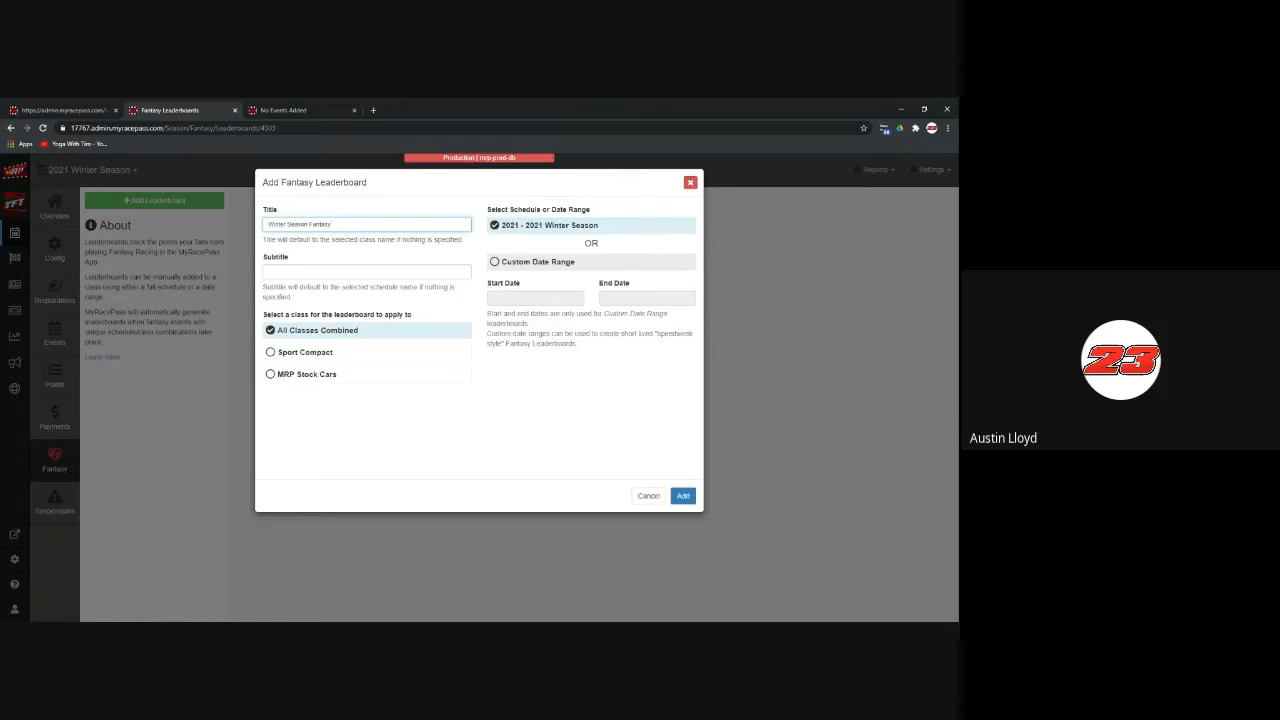 https://admin.myracepass.com/
Fantasy Leaderboards
No Events Added
17767.admin.myracepass.com/Season/Fantasy/Leaderboards/4503
Apps
Yoga With Tim - Yo...
Production | mrp-prod-db
MRP
2021 Winter Season
Reports
Settings
YFT
Overview
Config
Registrations
Events
Points
Payments
Fantasy
Suspensions
+ Add Leaderboard
About
Leaderboards track the points your fans earn
playing Fantasy Racing in the MyRacePass
App.
Leaderboards can be manually added to a
class using either a full schedule or a date
range.
MyRacePass will automatically generate
leaderboards when fantasy events with
unique schedule/class combinations take
place.
Learn more
Add Fantasy Leaderboard
Title
Winter Season Fantasy
Title will default to the selected class name if nothing is specified.
Subtitle
Subtitle will default to the selected schedule name if nothing is
specified.
Select a class for the leaderboard to apply to
All Classes Combined
Sport Compact
MRP Stock Cars
Select Schedule or Date Range
2021 - 2021 Winter Season
OR
Custom Date Range
Start Date
End Date
Start and end dates are only used for Custom Date Range
leaderboards.
Custom date ranges can be used to create short lived "speedweek
style" Fantasy Leaderboards.
Cancel
Add
23
Austin Lloyd